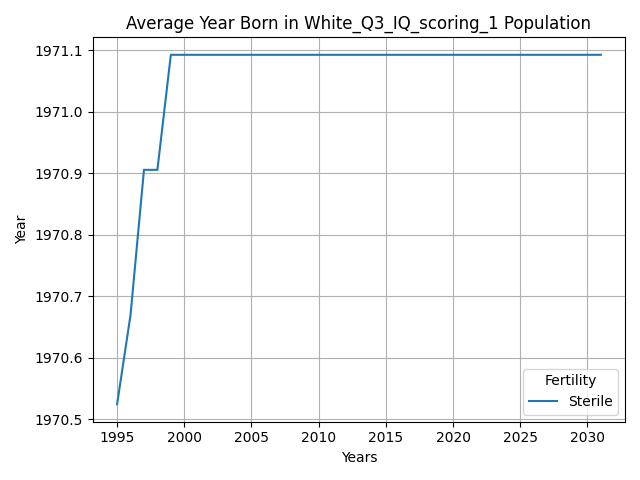 Average Year Born in White_Q3_IQ_scoring_1 Population
1971.1
1971.0
1970.9
1970.8
1970.7
1970.6
1970.5
Year
1995 2000 2005 2010 2015 2020 2025 2030
Years
Fertility
Sterile